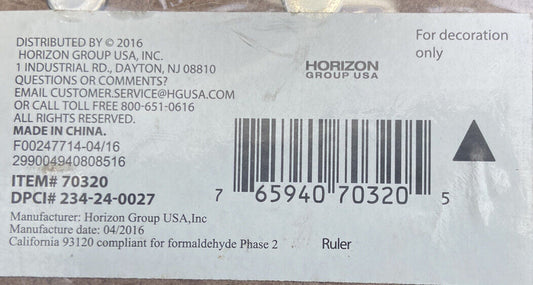 DISTRIBUTED BY © 2016
HORIZON GROUP USA, INC.
1 INDUSTRIAL RD., DAYTON, NJ 08810
QUESTIONS OR COMMENTS?
EMAIL CUSTOMER.SERVICE@HGUSA.COM
OR CALL TOLL FREE 800-651-0616
ALL RIGHTS RESERVED.
MADE IN CHINA.
F00247714-04/16
299004940808516
ITEM# 70320
DPCI# 234-24-0027
Manufacturer: Horizon Group USA,Inc
Manufacture date: 04/2016
California 93120 compliant for formaldehyde Phase 2
HORIZON
GROUP USA
For decoration
only
7 65940 70320 5
Ruler